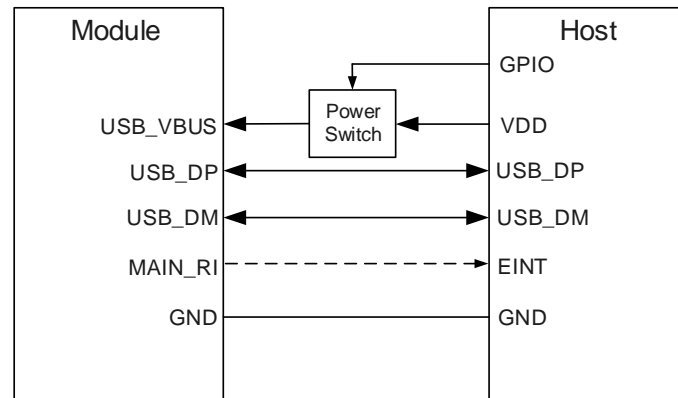 Module
Host
GPIO
Power
Switch
USB_VBUS
VDD
USB_DP
USB_DP
USB_DM
USB_DM
MAIN_RI
EINT
GND
GND